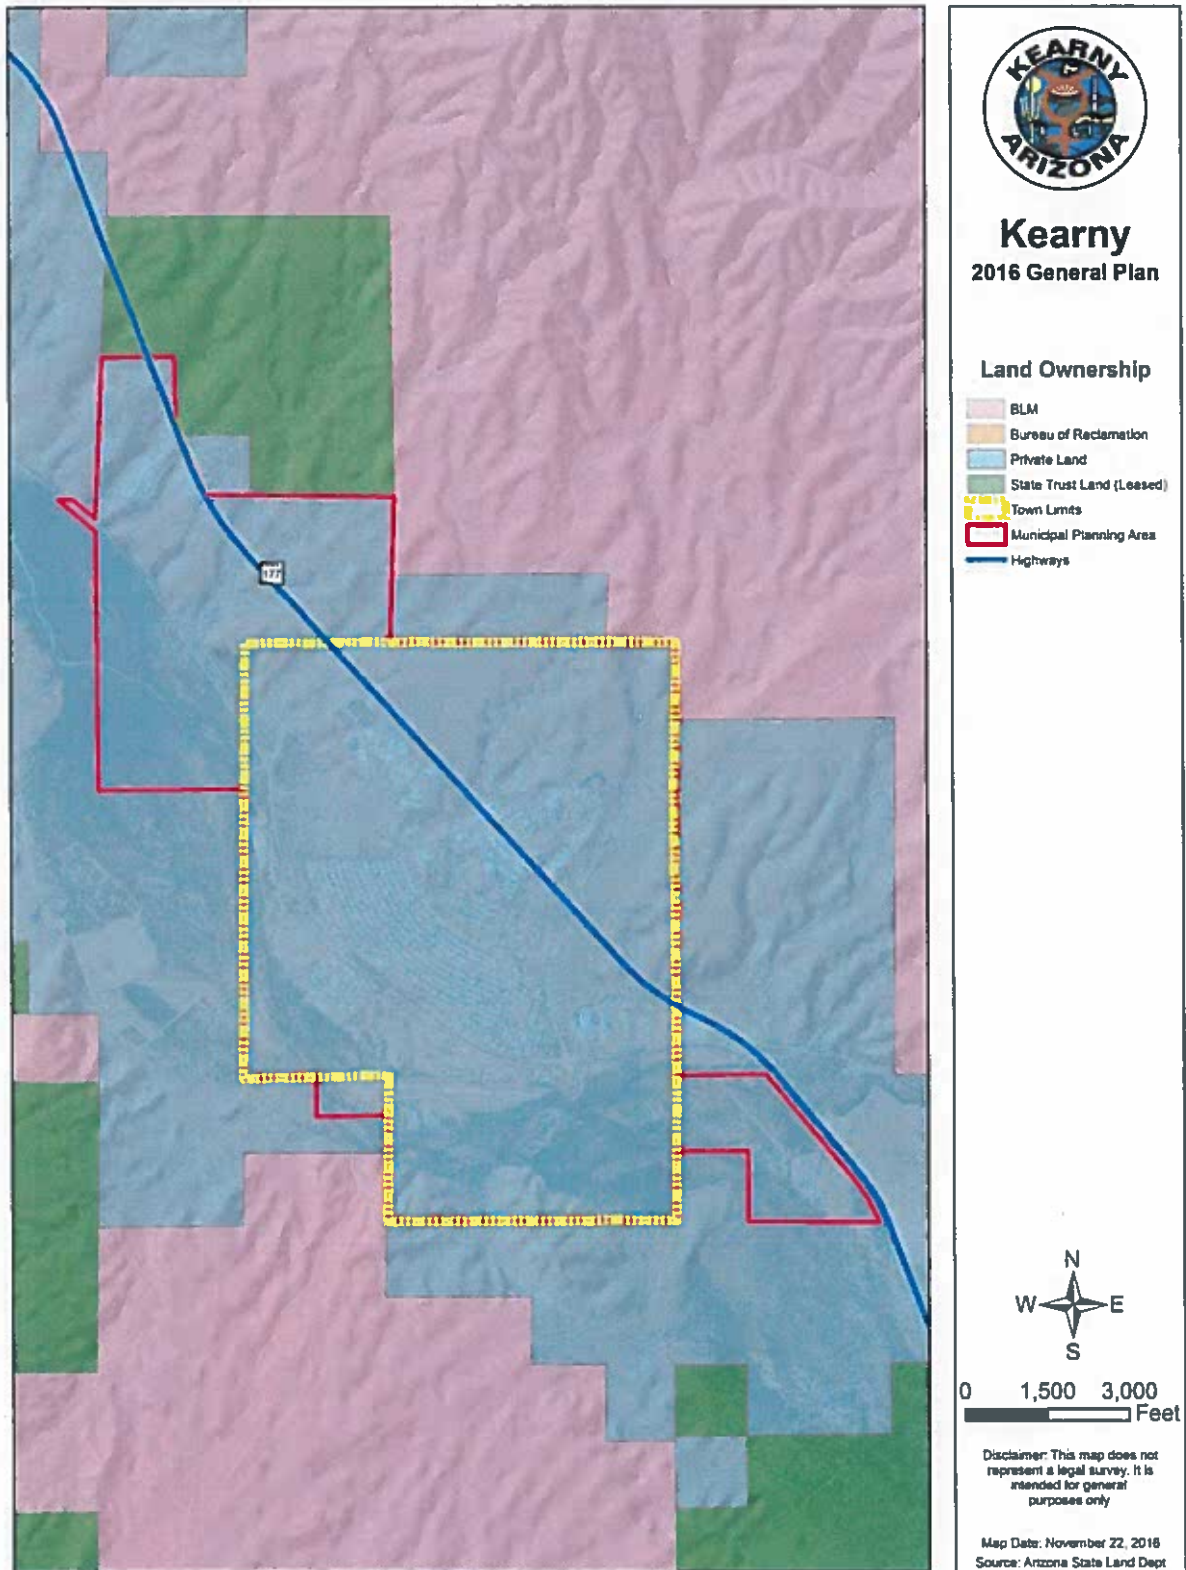 177
KEARNY
ARIZONA
Kearny
2016 General Plan
Land Ownership
BLM
Bureau of Reclamation
Private Land
State Trust Land (Leased)
Town Limits
Municipal Planning Area
Highways
N
W E
S
0 1,500 3,000
Feet
Disclaimer: This map does not
represent a legal survey. It is
intended for general
purposes only
Map Date: November 22, 2016
Source: Arizona State Land Dept